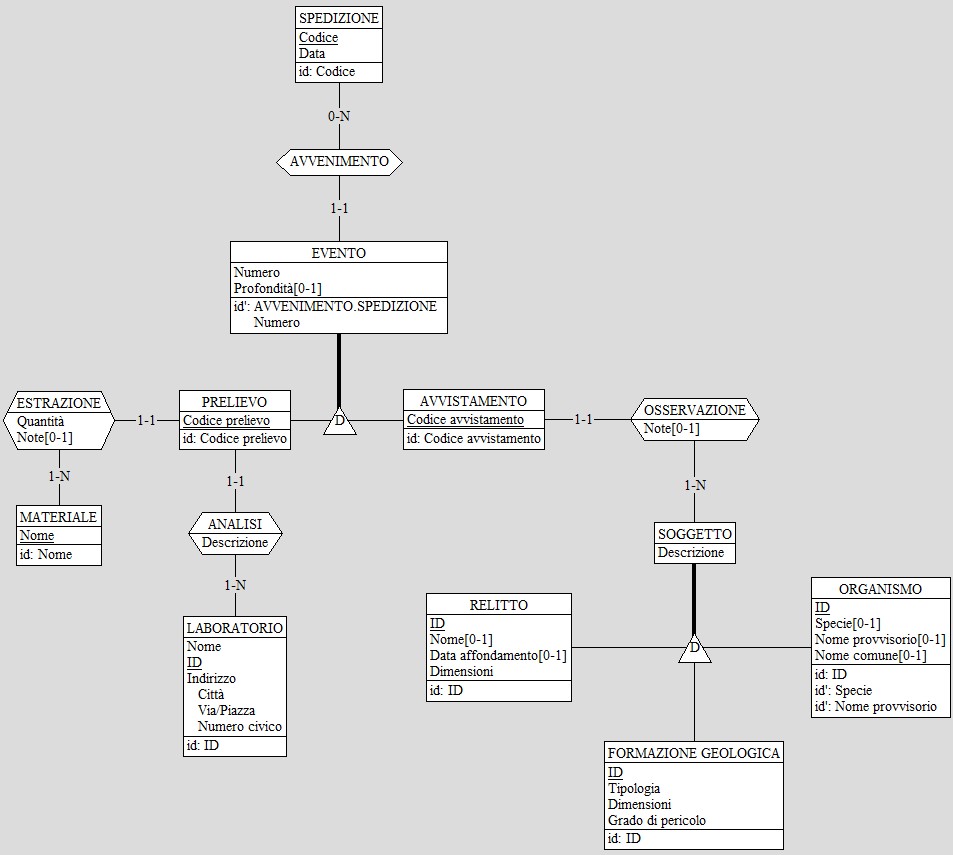 SPEDIZIONE
Codice
Data
id: Codice
0-N
AVVENIMENTO
1-1
EVENTO
Numero
Profondità[0-1]
id': AVVENIMENTO.SPEDIZIONE
Numero
ESTRAZIONE
Quantità
Note[0-1]
1-1
PRELIEVO
Codice prelievo
id: Codice prelievo
D
AVVISTAMENTO
Codice avvistamento
id: Codice avvistamento
1-1
OSSERVAZIONE
Note[0-1]
1-N
MATERIALE
Nome
id: Nome
1-1
ANALISI
Descrizione
1-N
LABORATORIO
Nome
ID
Indirizzo
Città
Via/Piazza
Numero civico
id: ID
1-N
SOGGETTO
Descrizione
D
RELITTO
ID
Nome[0-1]
Data affondamento[0-1]
Dimensioni
id: ID
ORGANISMO
ID
Specie[0-1]
Nome provvisorio[0-1]
Nome comune[0-1]
id: ID
id': Specie
id': Nome provvisorio
FORMAZIONE GEOLOGICA
ID
Tipologia
Dimensioni
Grado di pericolo
id: ID